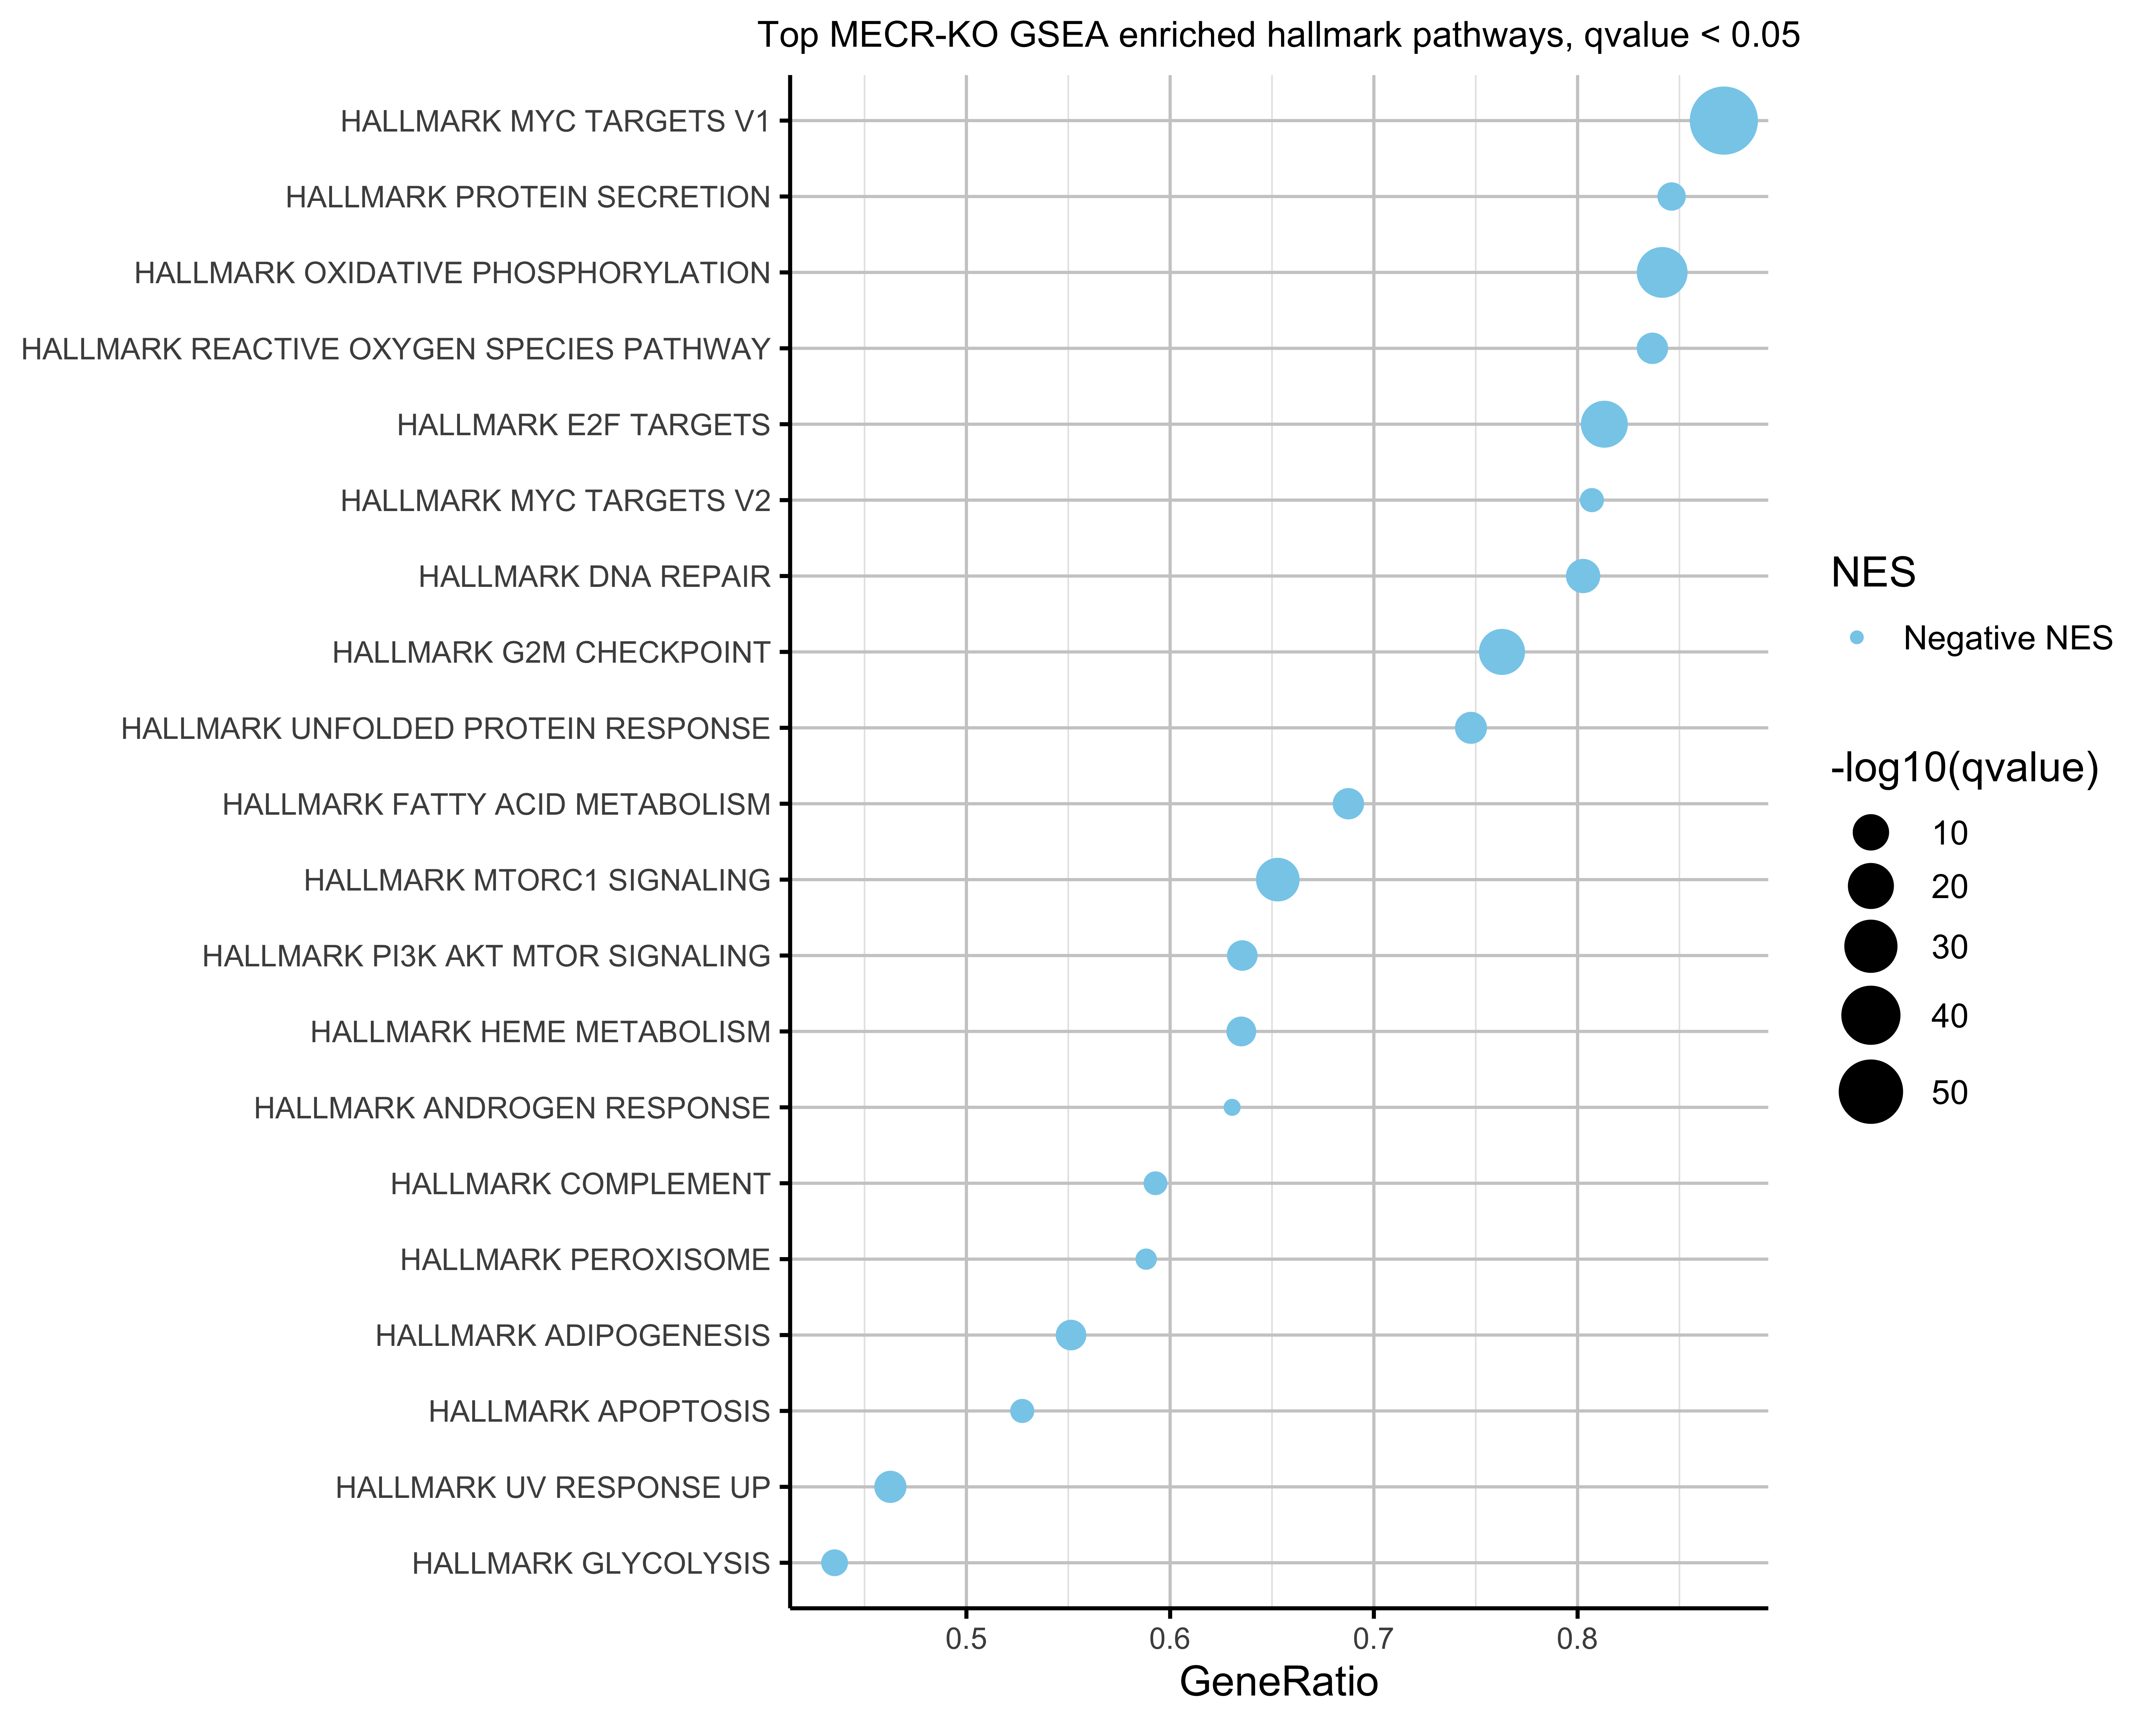 Top MECR-KO GSEA enriched hallmark pathways, qvalue < 0.05
HALLMARK MYC TARGETS V1
HALLMARK PROTEIN SECRETION
HALLMARK OXIDATIVE PHOSPHORYLATION
HALLMARK REACTIVE OXYGEN SPECIES PATHWAY
HALLMARK E2F TARGETS
HALLMARK MYC TARGETS V2
HALLMARK DNA REPAIR
HALLMARK G2M CHECKPOINT
HALLMARK UNFOLDED PROTEIN RESPONSE
HALLMARK FATTY ACID METABOLISM
HALLMARK MTORC1 SIGNALING
HALLMARK PI3K AKT MTOR SIGNALING
HALLMARK HEME METABOLISM
HALLMARK ANDROGEN RESPONSE
HALLMARK COMPLEMENT
HALLMARK PEROXISOME
HALLMARK ADIPOGENESIS
HALLMARK APOPTOSIS
HALLMARK UV RESPONSE UP
HALLMARK GLYCOLYSIS
0.5 0.6 0.7 0.8
GeneRatio
NES
Negative NES
-log10(qvalue)
10
20
30
40
50